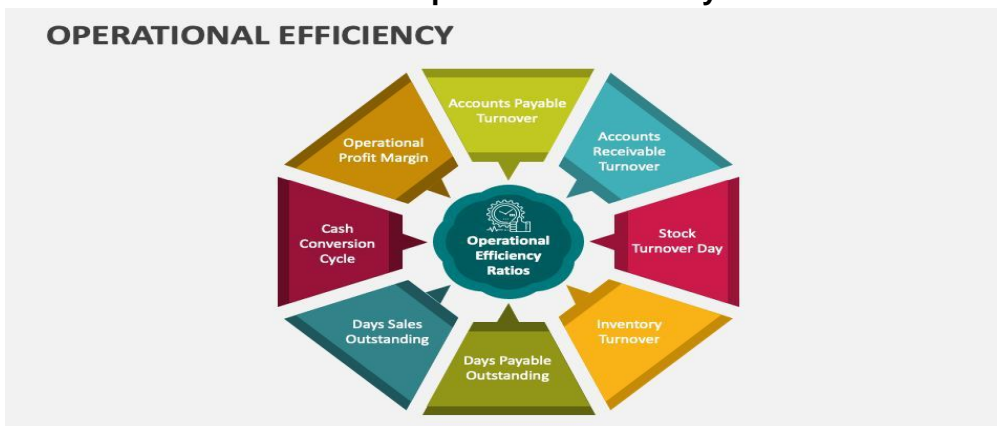 OPERATIONAL EFFICIENCY
Accounts Payable
Turnover
Accounts
Receivable
Turnover
Stock
Turnover Day
Inventory
Turnover
Days Payable
Outstanding
Days Sales
Outstanding
Cash
Conversion
Cycle
Operational
Profit Margin
Operational
Efficiency
Ratios